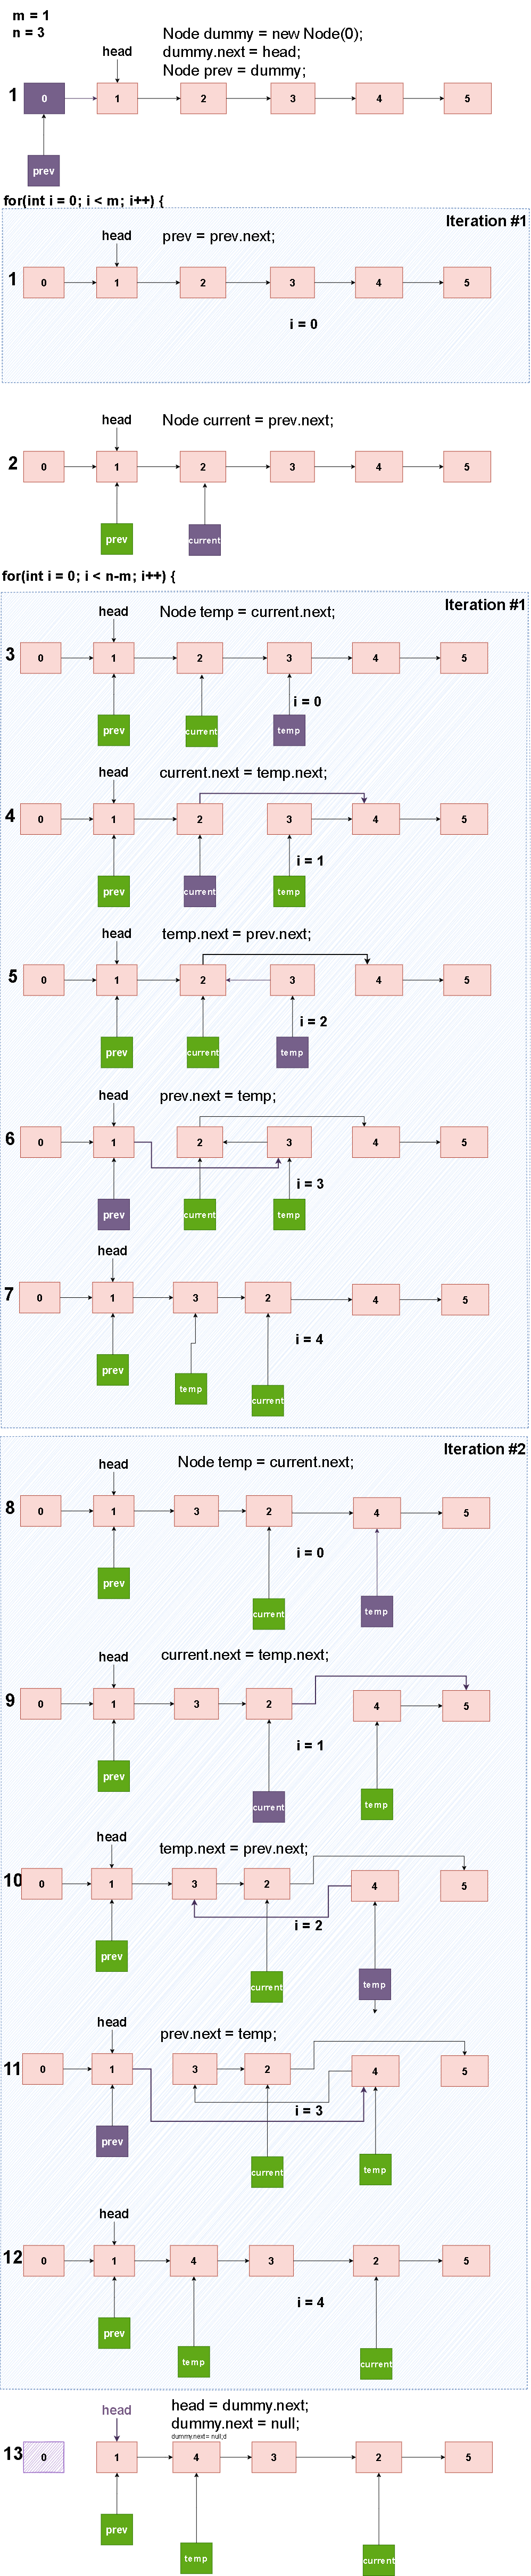 m = 1
n = 3
Node dummy = new Node(0);
dummy.next = head;
Node prev = dummy;
head
1 0 1 2 3 4 5
prev
for(int i = 0; i < m; i++) {
Iteration #1
head prev = prev.next;
1 0 1 2 3 4 5
i = 0
head Node current = prev.next;
2 0 1 2 3 4 5
prev current
for(int i = 0; i < n-m; i++) {
Iteration #1
head Node temp = current.next;
3 0 1 2 3 4 5
i = 0
prev current temp
head current.next = temp.next;
4 0 1 2 3 4 5
i = 1
prev current temp
head temp.next = prev.next;
5 0 1 2 3 4 5
i = 2
prev current temp
head prev.next = temp;
6 0 1 2 3 4 5
i = 3
prev current temp
head
7 0 1 3 2 4 5
i = 4
prev temp current
Iteration #2
head Node temp = current.next;
8 0 1 3 2 4 5
i = 0
prev current temp
head current.next = temp.next;
9 0 1 3 2 4 5
i = 1
prev current temp
head temp.next = prev.next;
10 0 1 3 2 4 5
i = 2
prev current temp
head prev.next = temp;
11 0 1 3 2 4 5
i = 3
prev current temp
head
12 0 1 4 3 2 5
i = 4
prev temp current
head head = dummy.next;
dummy.next = null;
dummy.next= null;d
13 0 1 4 3 2 5
prev temp current